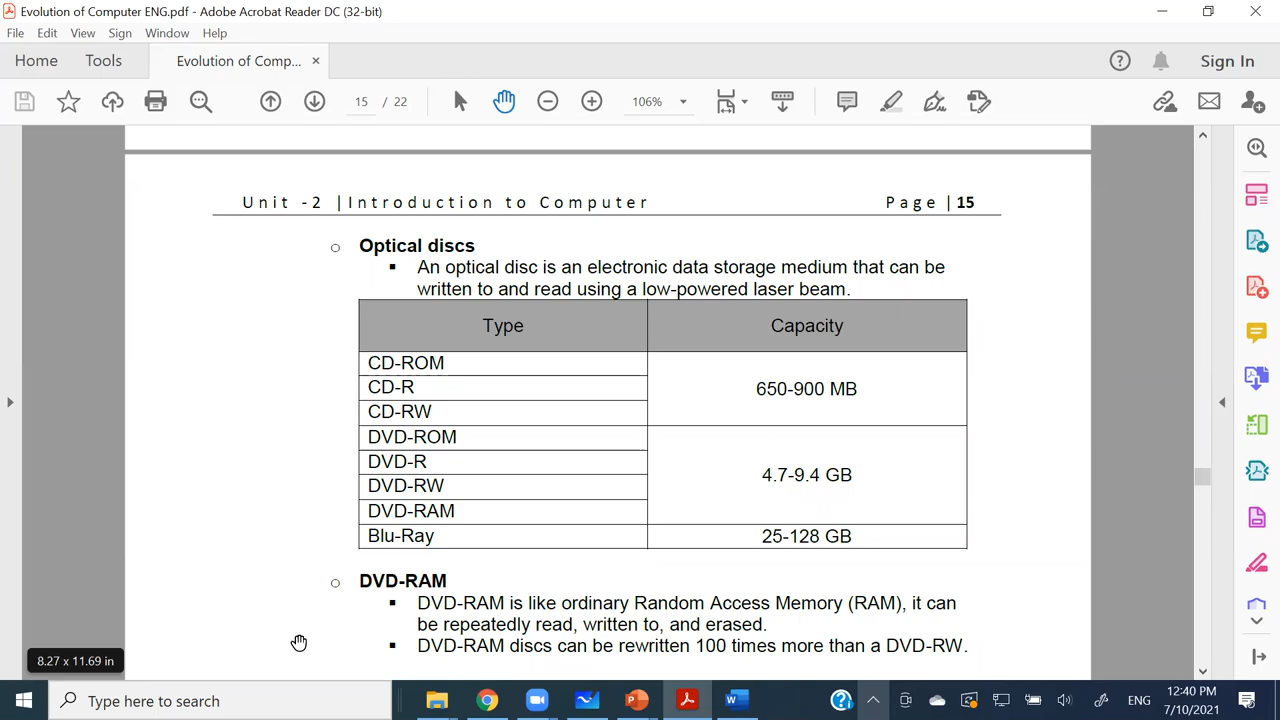 Evolution of Computer ENG.pdf - Adobe Acrobat Reader DC (32-bit)
File Edit View Sign Window Help
Home Tools Evolution of Comp... × Sign In
15 / 22 106%
Unit -2 |Introduction to Computer Page |15
o Optical discs
▪ An optical disc is an electronic data storage medium that can be
written to and read using a low-powered laser beam.
Type Capacity
CD-ROM
CD-R 650-900 MB
CD-RW
DVD-ROM
DVD-R
4.7-9.4 GB
DVD-RW
DVD-RAM
Blu-Ray 25-128 GB
o DVD-RAM
▪ DVD-RAM is like ordinary Random Access Memory (RAM), it can
be repeatedly read, written to, and erased.
▪ DVD-RAM discs can be rewritten 100 times more than a DVD-RW.
8.27 x 11.69 in
Type here to search
ENG
12:40 PM
7/10/2021